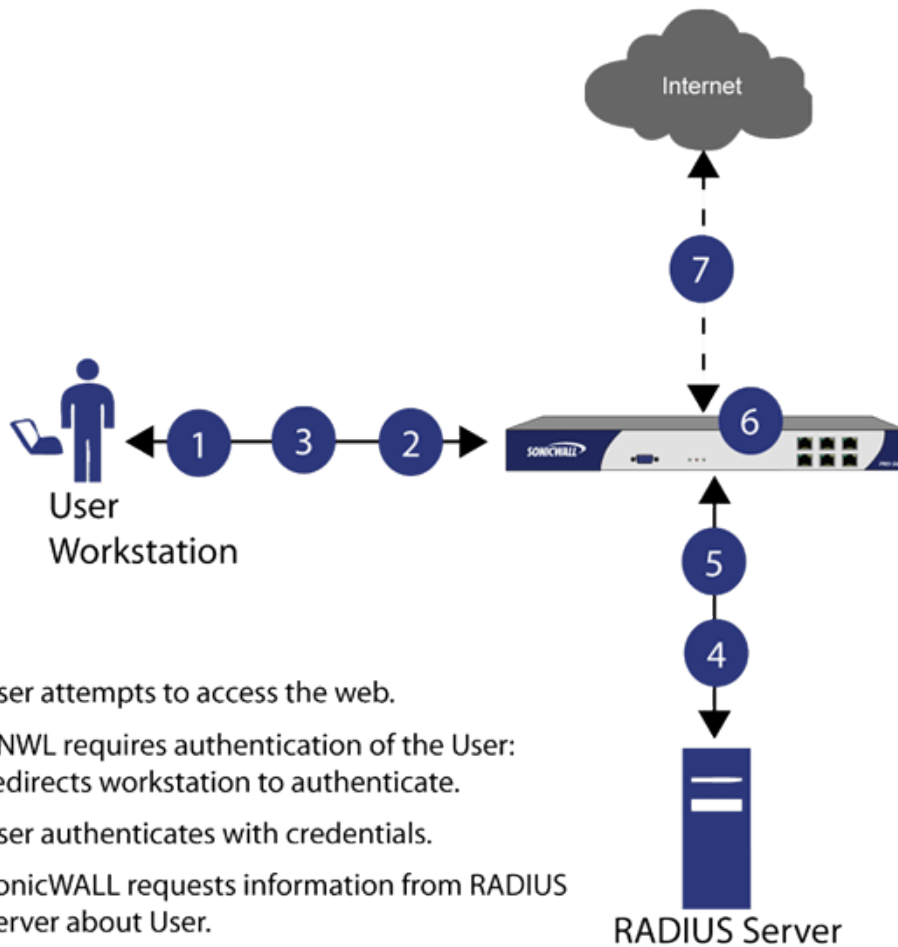 Internet
7
6
SONICWALL
1
3
2
User
Workstation
5
4
ser attempts to access the web.
NWL requires authentication of the User:
edirects workstation to authenticate.
ser authenticates with credentials.
onicWALL requests information from RADIUS
erver about User.
RADIUS Server